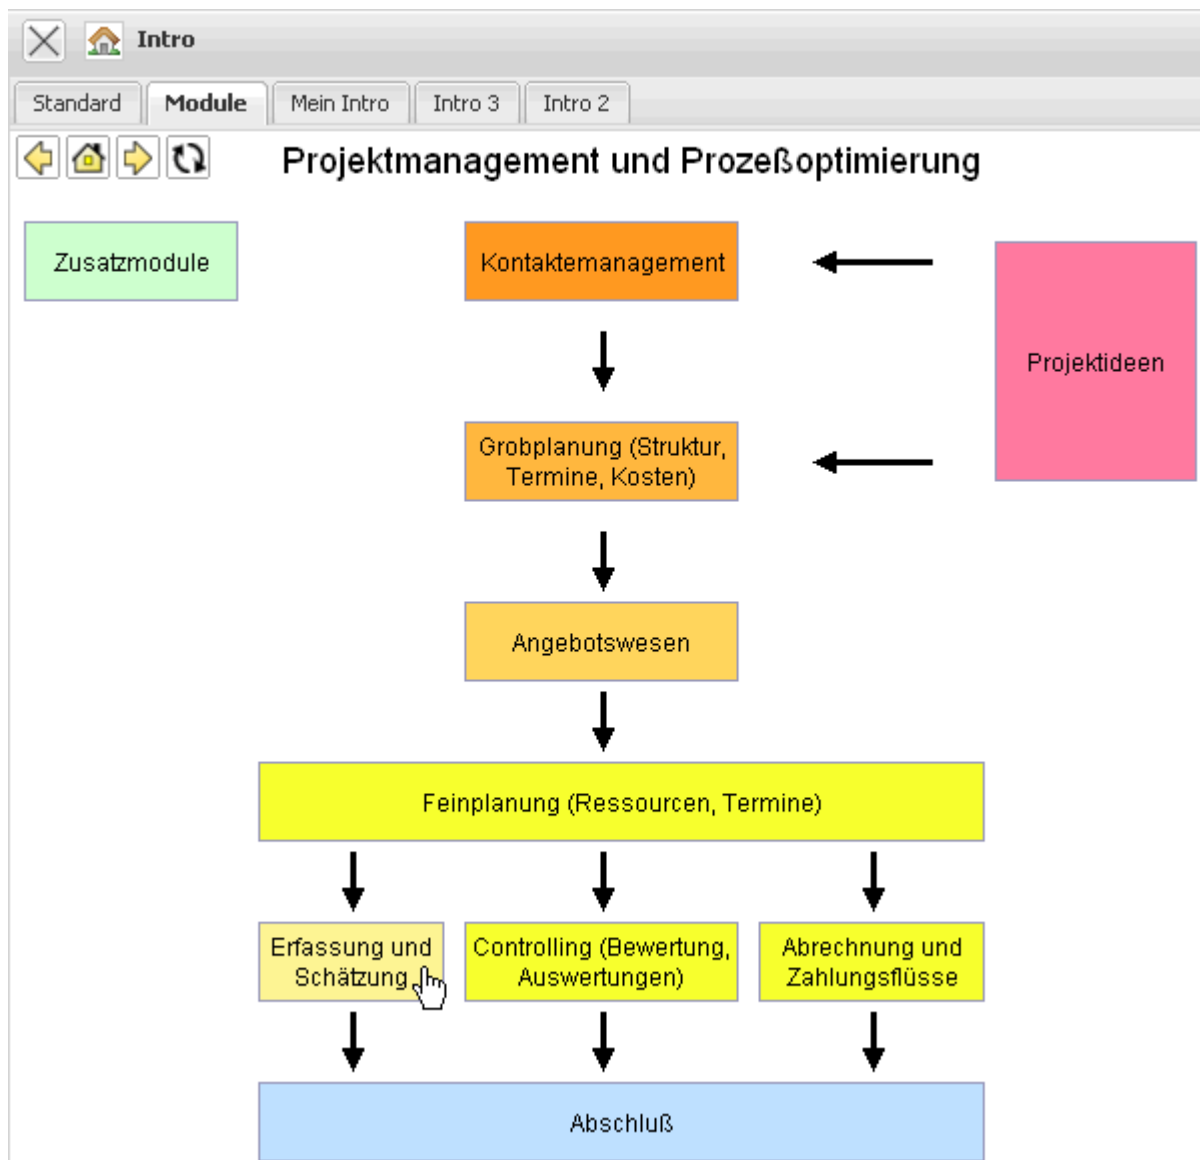 Intro
Standard
Module
Mein Intro
Intro 3
Intro 2
Projektmanagement und Prozeßoptimierung
Zusatzmodule
Kontaktemanagement
Projektideen
Grobplanung (Struktur,
Termine, Kosten)
Angebotswesen
Feinplanung (Ressourcen, Termine)
Erfassung und
Schätzung
Controlling (Bewertung,
Auswertungen)
Abrechnung und
Zahlungsflüsse
Abschluß